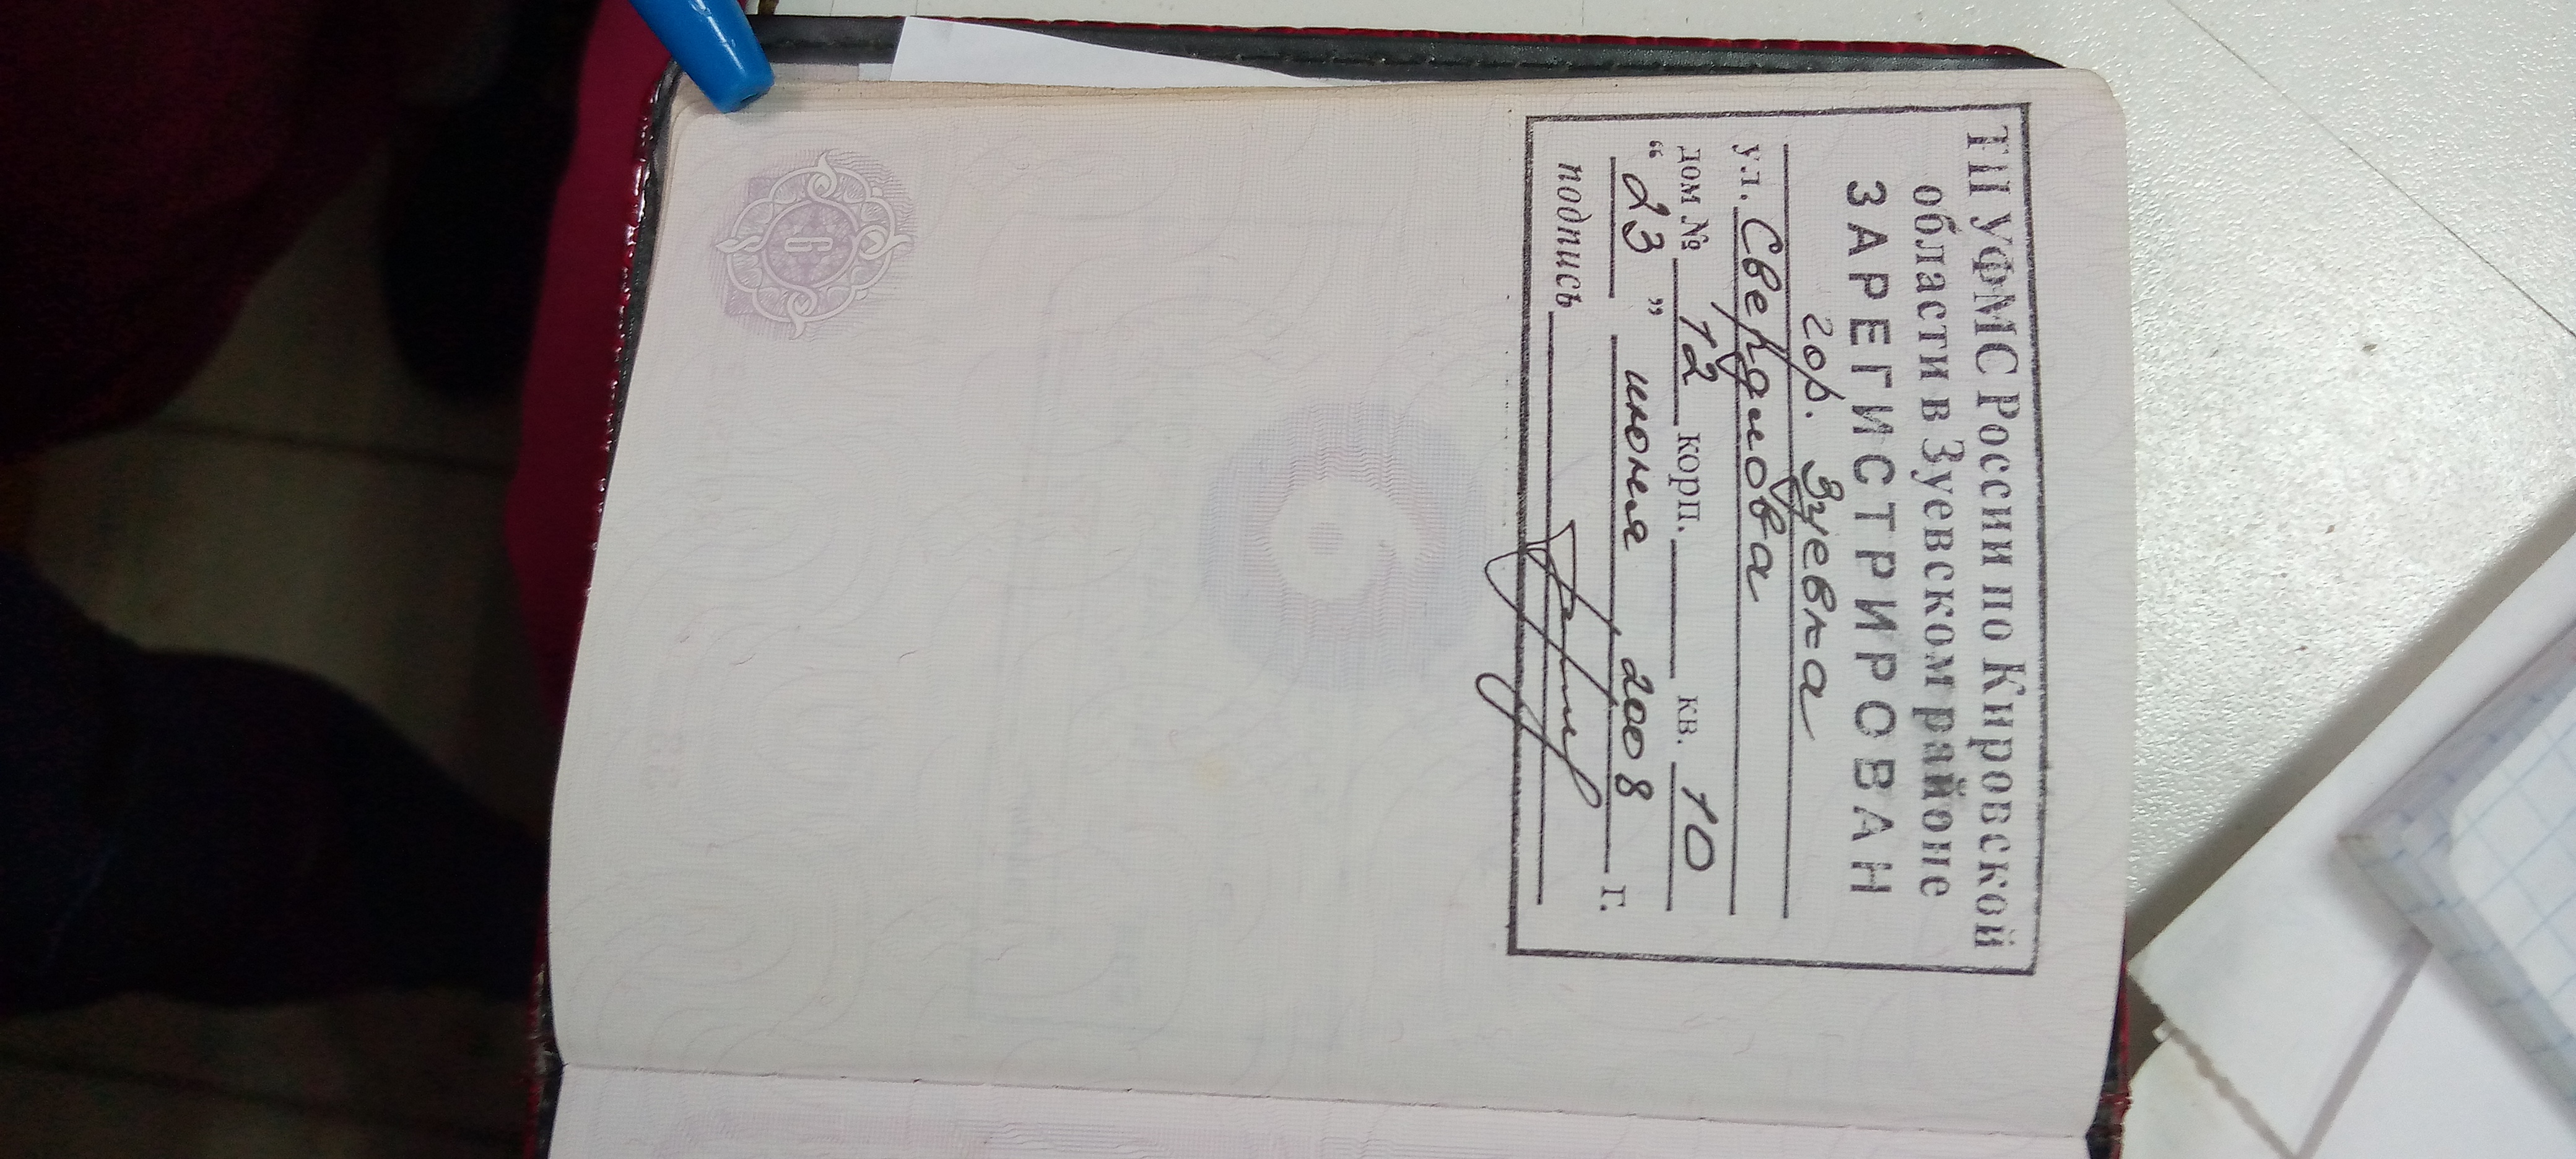 ТП УФМС России по Кировской
области в Зуевском районе
ЗАРЕГИСТРИРОВАН
гор. Зуевка
ул. Свердлова
дом № 12 корп. кв. 10
“ 23 ” июня 2008 г.
подпись
6